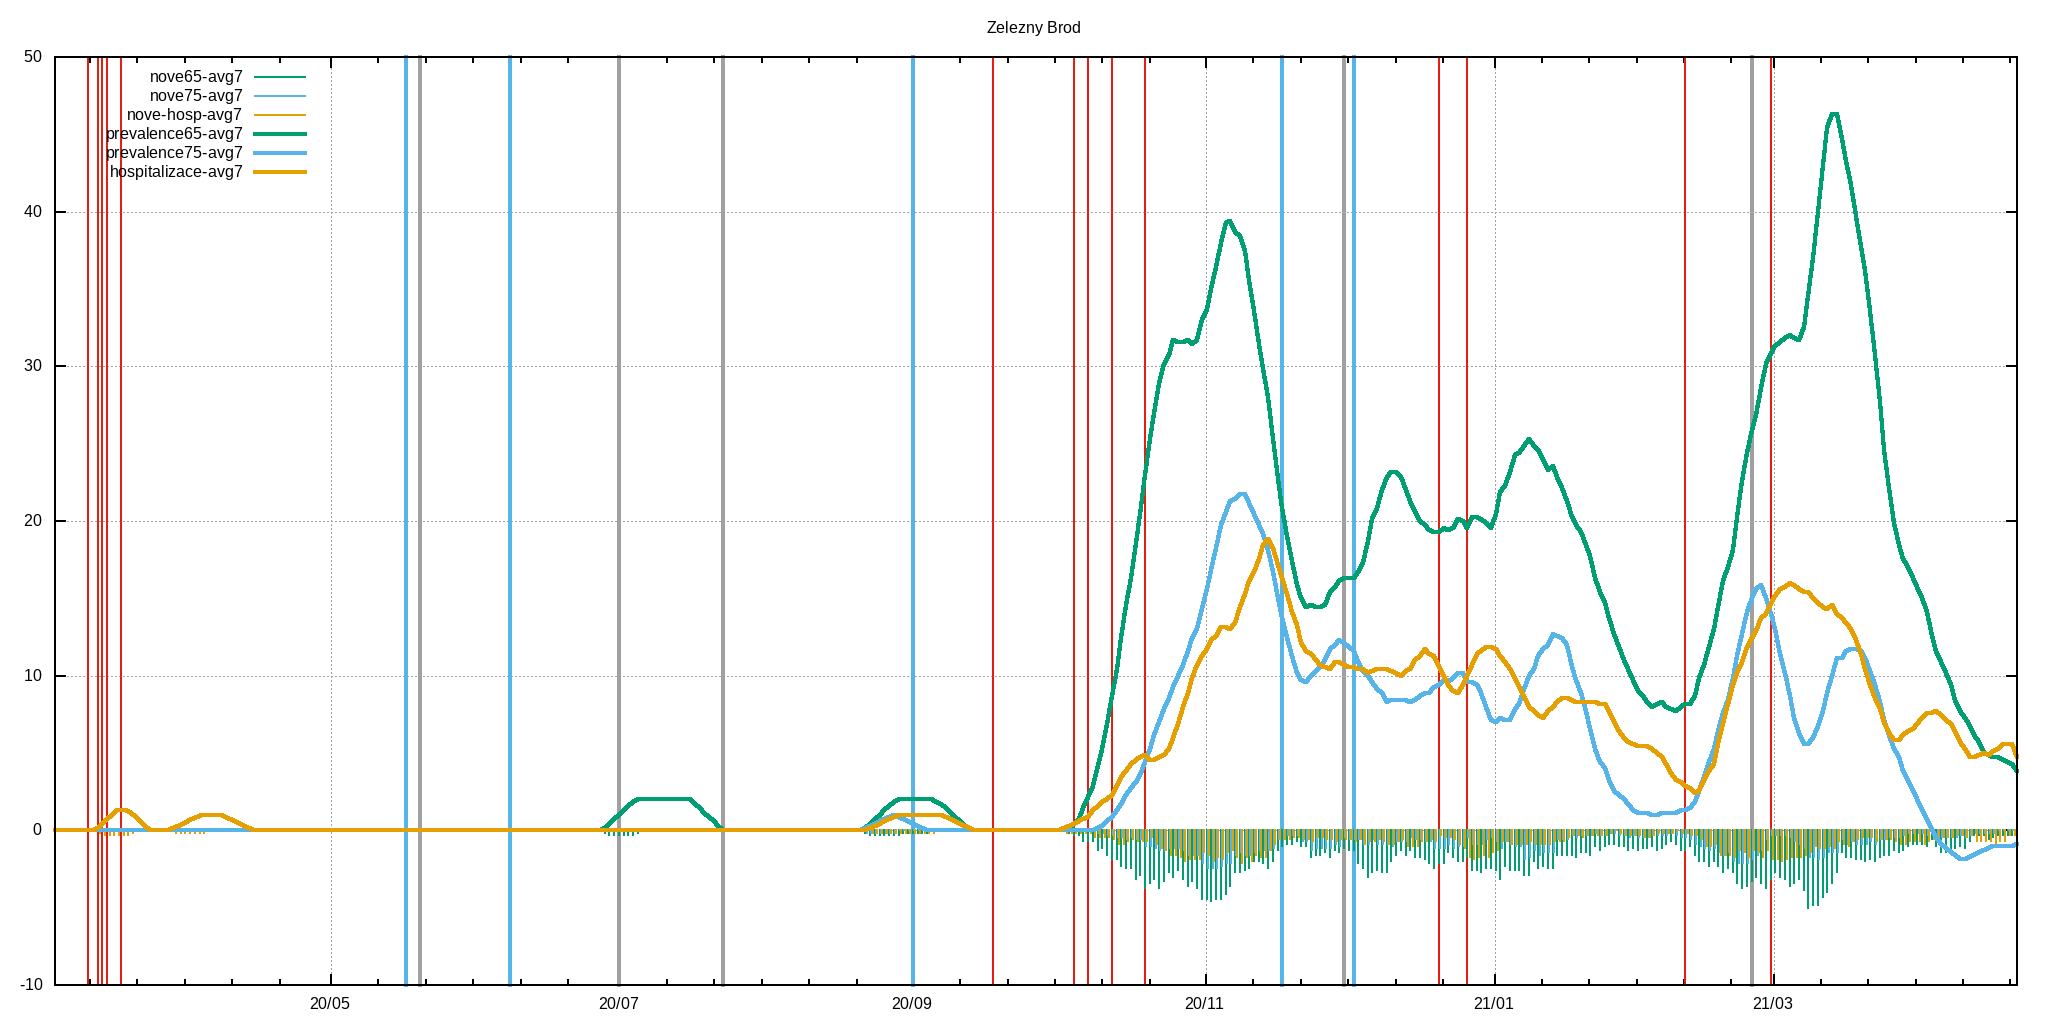 Zelezny Brod
50
40
30
20
10
0
-10
nove65-avg7
nove75-avg7
nove-hosp-avg7
prevalence65-avg7
prevalence75-avg7
hospitalizace-avg7
20/05 20/07 20/09 20/11 21/01 21/03